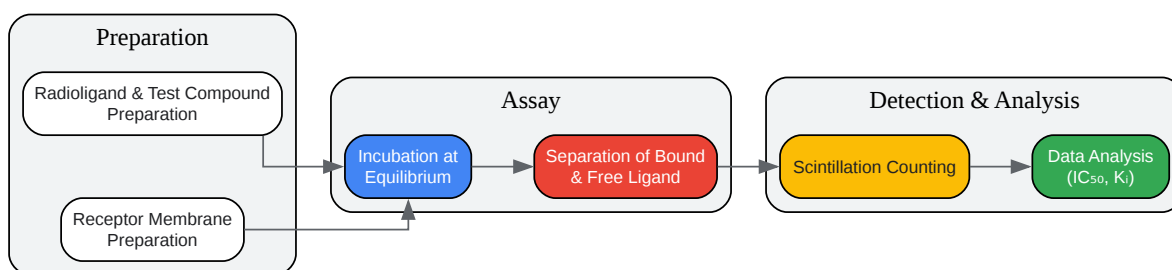 Preparation
Radioligand & Test Compound
Preparation
Receptor Membrane
Preparation
Assay
Incubation at
Equilibrium
Separation of Bound
& Free Ligand
Detection & Analysis
Scintillation Counting
Data Analysis
(IC₅₀, Kᵢ)